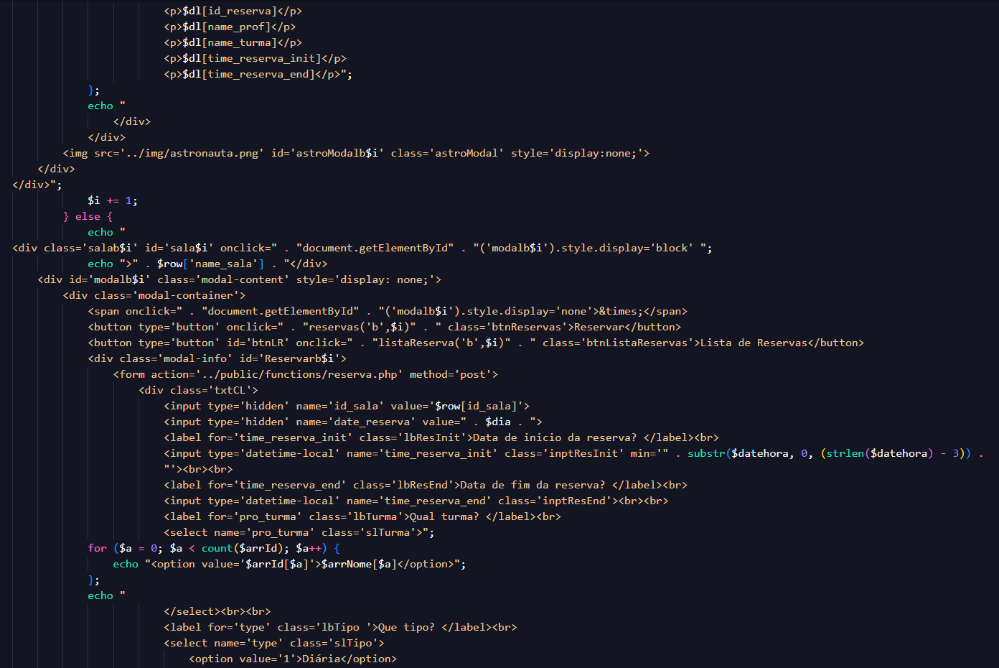 <p>$dl[id_reserva]</p>
<p>$dl[name_prof]</p>
<p>$dl[name_turma]</p>
<p>$dl[time_reserva_init]</p>
<p>$dl[time_reserva_end]</p>";
};
echo "
</div>
</div>
<img src='../img/astronauta.png' id='astroModalb$i' class='astroModal' style='display:none;'>
</div>
</div>";
$i += 1;
} else {
echo "
<div class='salab$i' id='sala$i' onclick=" . "document.getElementById" . "('modalb$i').style.display='block' ";
echo ">" . $row['name_sala'] . "</div>
<div id='modalb$i' class='modal-content' style='display: none;'>
<div class='modal-container'>
<span onclick=" . "document.getElementById" . "('modalb$i').style.display='none'>&times;</span>
<button type='button' onclick=" . "reservas('b',$i)" . " class='btnReservas'>Reservar</button>
<button type='button' id='btnLR' onclick=" . "listaReserva('b',$i)" . " class='btnListaReservas'>Lista de Reservas</button>
<div class='modal-info' id='Reservarb$i'>
<form action='../public/functions/reserva.php' method='post'>
<div class='txtCL'>
<input type='hidden' name='id_sala' value='$row[id_sala]'>
<input type='hidden' name='date_reserva' value=" . $dia . ">
<label for='time_reserva_init' class='lbResInit'>Data de inicio da reserva? </label><br>
<input type='datetime-local' name='time_reserva_init' class='inptResInit' min='" . substr($datehora, 0, (strlen($datehora) - 3)) .
"'><br><br>
<label for='time_reserva_end' class='lbResEnd'>Data de fim da reserva? </label><br>
<input type='datetime-local' name='time_reserva_end' class='inptResEnd'><br><br>
<label for='pro_turma' class='lbTurma'>Qual turma? </label><br>
<select name='pro_turma' class='slTurma'>";
for ($a = 0; $a < count($arrId); $a++) {
echo "<option value='$arrId[$a]'>$arrNome[$a]</option>";
};
echo "
</select><br><br>
<label for='type' class='lbTipo '>Que tipo? </label><br>
<select name='type' class='slTipo'>
<option value='1'>Diária</option>